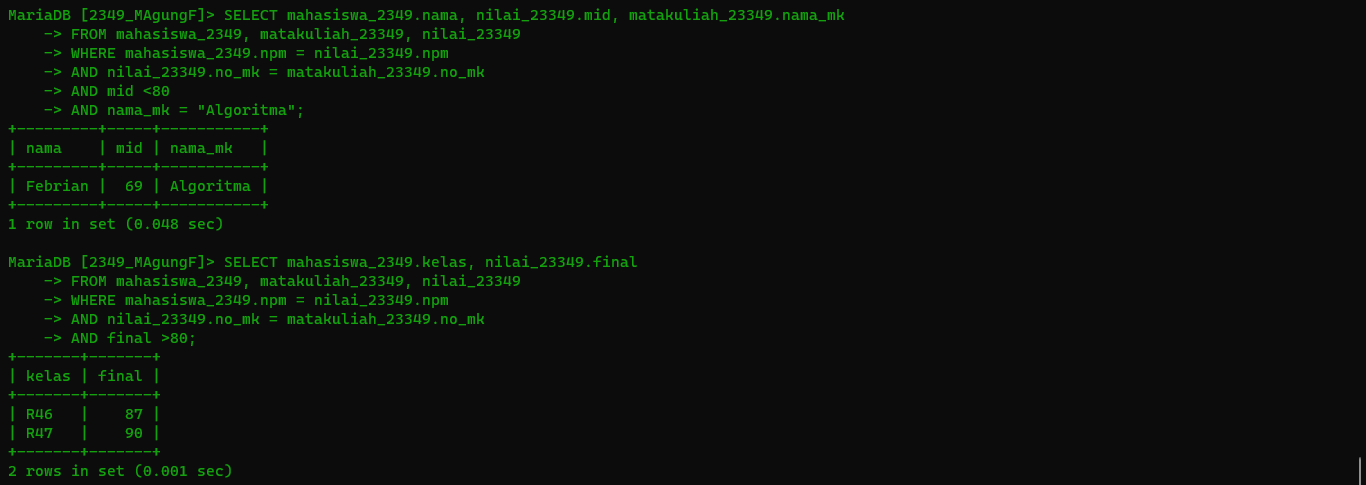 MariaDB [2349_MAgungF]> SELECT mahasiswa_2349.nama, nilai_23349.mid, matakuliah_23349.nama_mk
    -> FROM mahasiswa_2349, matakuliah_23349, nilai_23349
    -> WHERE mahasiswa_2349.npm = nilai_23349.npm
    -> AND nilai_23349.no_mk = matakuliah_23349.no_mk
    -> AND mid <80
    -> AND nama_mk = "Algoritma";
+---------+-----+-----------+
| nama    | mid | nama_mk   |
+---------+-----+-----------+
| Febrian |  69 | Algoritma |
+---------+-----+-----------+
1 row in set (0.048 sec)

MariaDB [2349_MAgungF]> SELECT mahasiswa_2349.kelas, nilai_23349.final
    -> FROM mahasiswa_2349, matakuliah_23349, nilai_23349
    -> WHERE mahasiswa_2349.npm = nilai_23349.npm
    -> AND nilai_23349.no_mk = matakuliah_23349.no_mk
    -> AND final >80;
+-------+-------+
| kelas | final |
+-------+-------+
| R46   |    87 |
| R47   |    90 |
+-------+-------+
2 rows in set (0.001 sec)